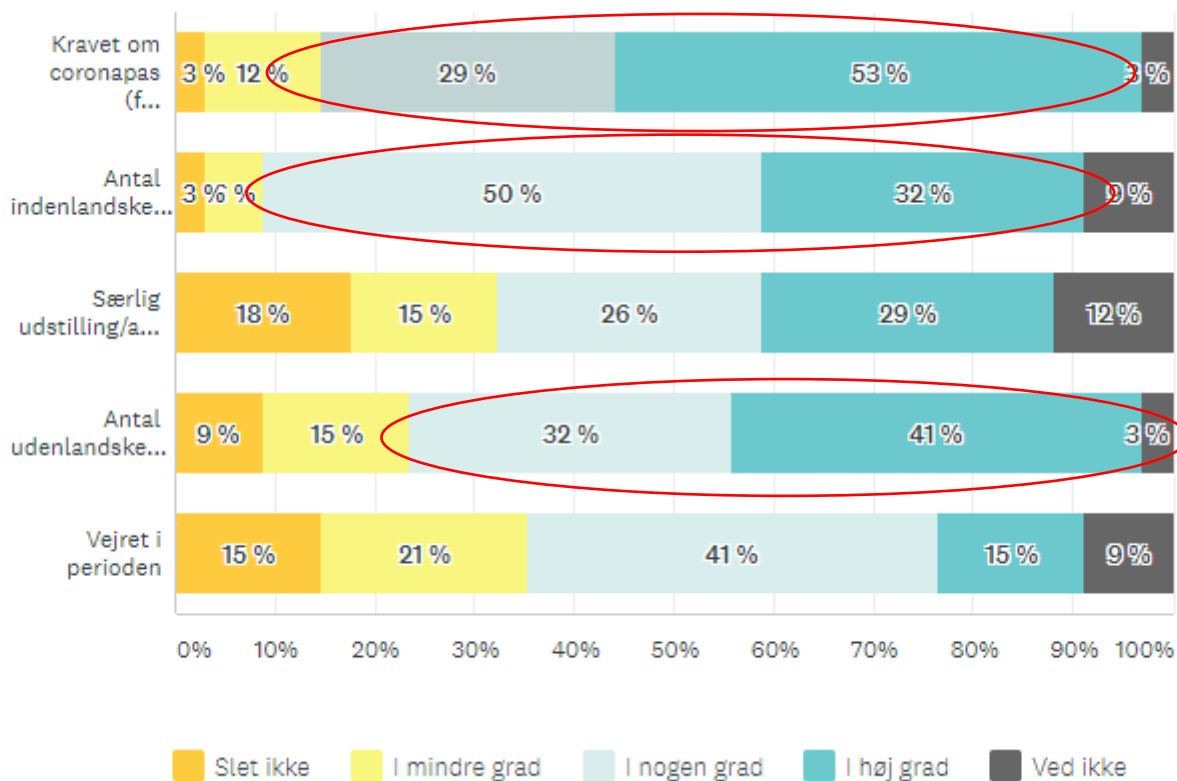 Kravet om
coronapas
(f...
3 % 12 % 29 % 53 % 3 %
Antal
indenlandske...
3 % 6 % 50 % 32 % 9 %
Særlig
udstilling/a...
18 % 15 % 26 % 29 % 12 %
Antal
udenlandske...
9 % 15 % 32 % 41 % 3 %
Vejret i
perioden
15 % 21 % 41 % 15 % 9 %
0% 10% 20% 30% 40% 50% 60% 70% 80% 90% 100%
Slet ikke I mindre grad I nogen grad I høj grad Ved ikke